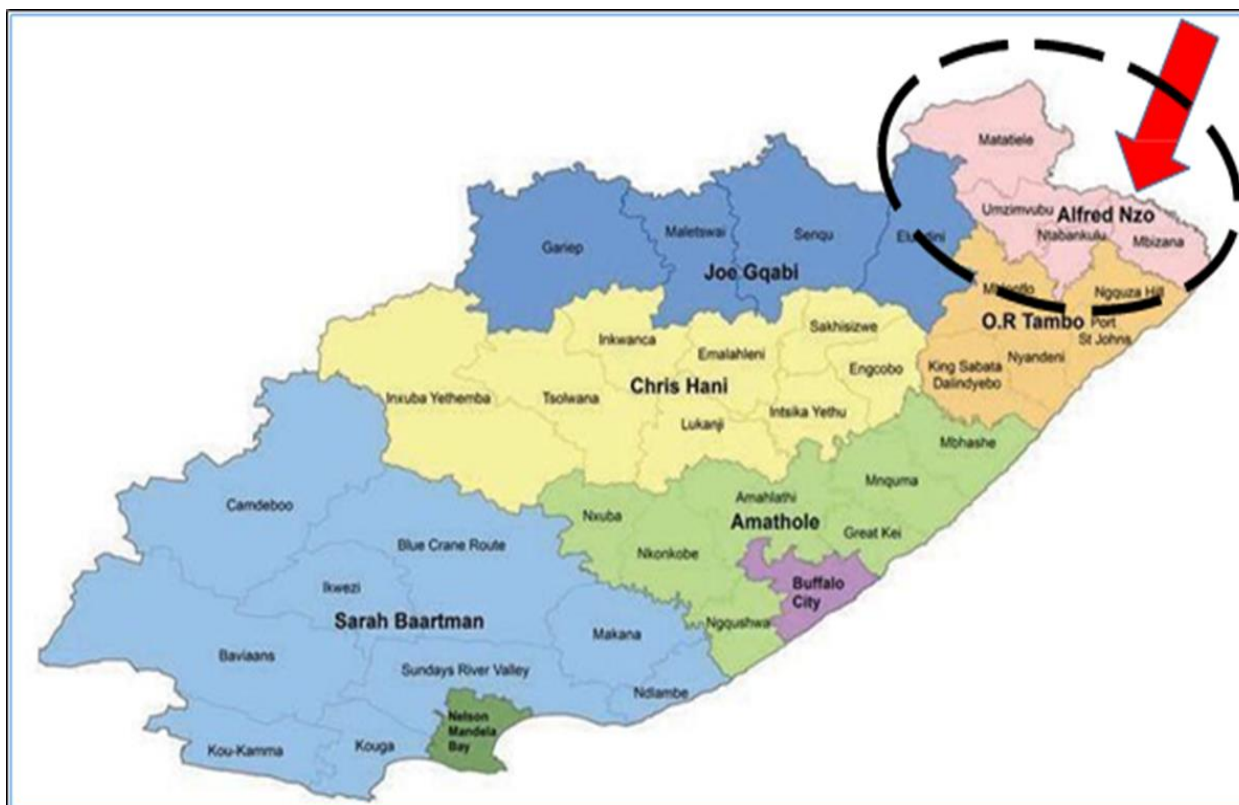 Matatiele
Umzimvubu
Alfred Nzo
Ntabankulu
Mbizana
Gariep
Maletswai
Senqu
Elundini
Joe Gqabi
Mhlontlo
Ngquza Hill
O.R Tambo
Port
St Johns
King Sabata
Dalindyebo
Nyandeni
Inkwanca
Emalahleni
Sakhisizwe
Engcobo
Chris Hani
Inxuba Yethemba
Tsolwana
Lukanji
Intsika Yethu
Mbhashe
Mnquma
Amahlathi
Nxuba
Amathole
Great Kei
Nkonkobe
Buffalo
City
Ngqushwa
Camdeboo
Blue Crane Route
Ikwezi
Sarah Baartman
Makana
Baviaans
Sundays River Valley
Ndlambe
Nelson
Mandela
Bay
Kou-Kamma
Kouga